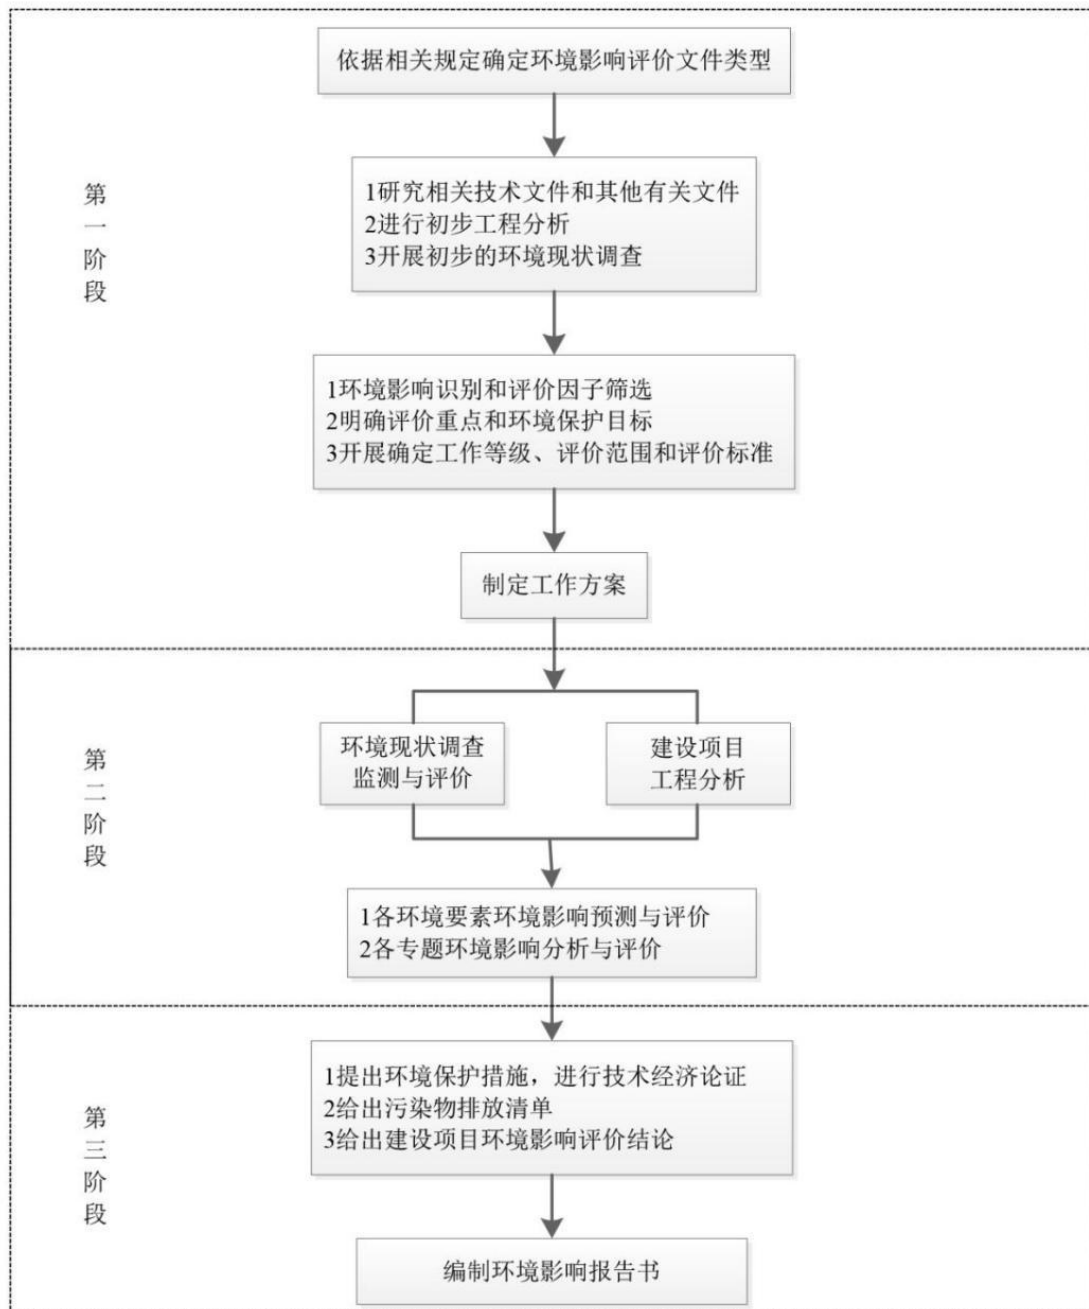 依据相关规定确定环境影响评价文件类型
第一阶段
1研究相关技术文件和其他有关文件
2进行初步工程分析
3开展初步的环境现状调查
1环境影响识别和评价因子筛选
2明确评价重点和环境保护目标
3开展确定工作等级、评价范围和评价标准
制定工作方案
第二阶段
环境现状调查
监测与评价
建设项目
工程分析
1各环境要素环境影响预测与评价
2各专题环境影响分析与评价
第三阶段
1提出环境保护措施，进行技术经济论证
2给出污染物排放清单
3给出建设项目环境影响评价结论
编制环境影响报告书